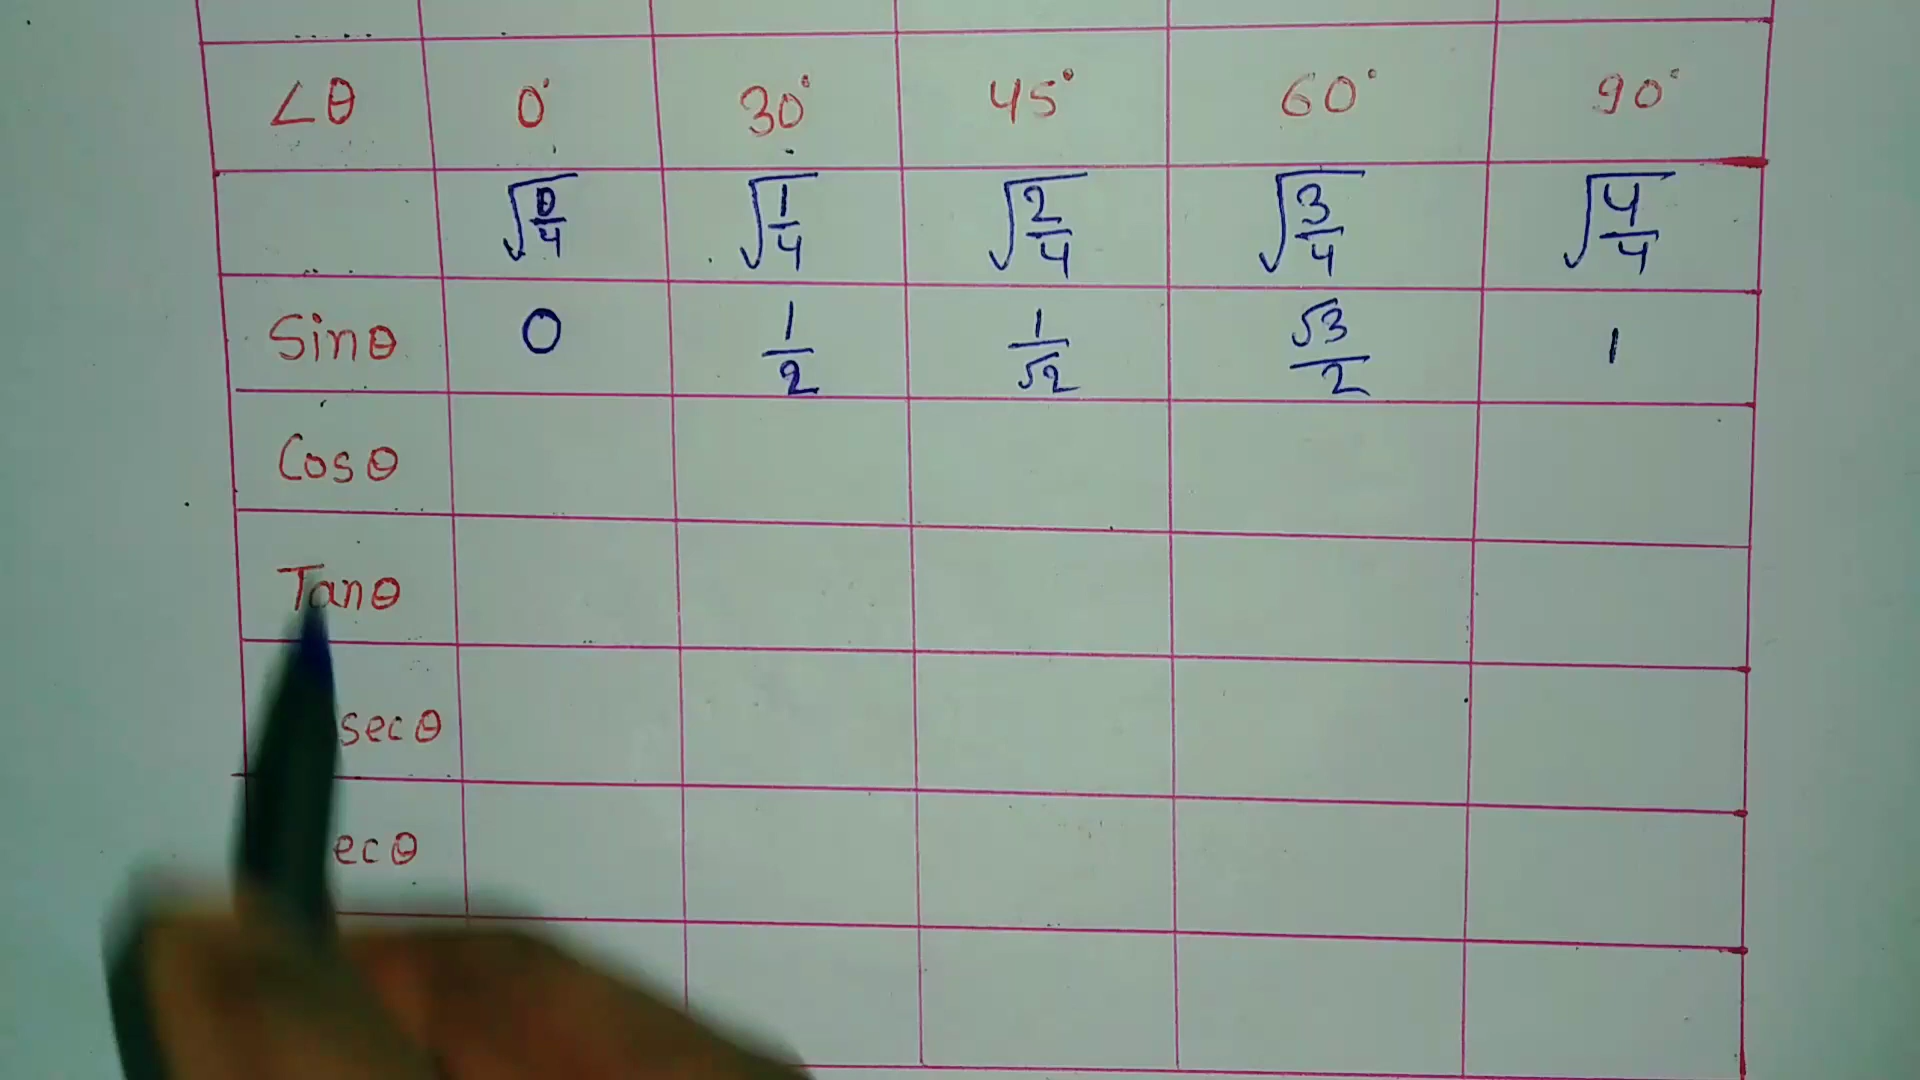 ∠θ 0° 30° 45° 60° 90°
√0/4 √1/4 √2/4 √3/4 √4/4
Sinθ 0 1/2 1/√2 √3/2 1
Cosθ
Tanθ
secθ
ecθ